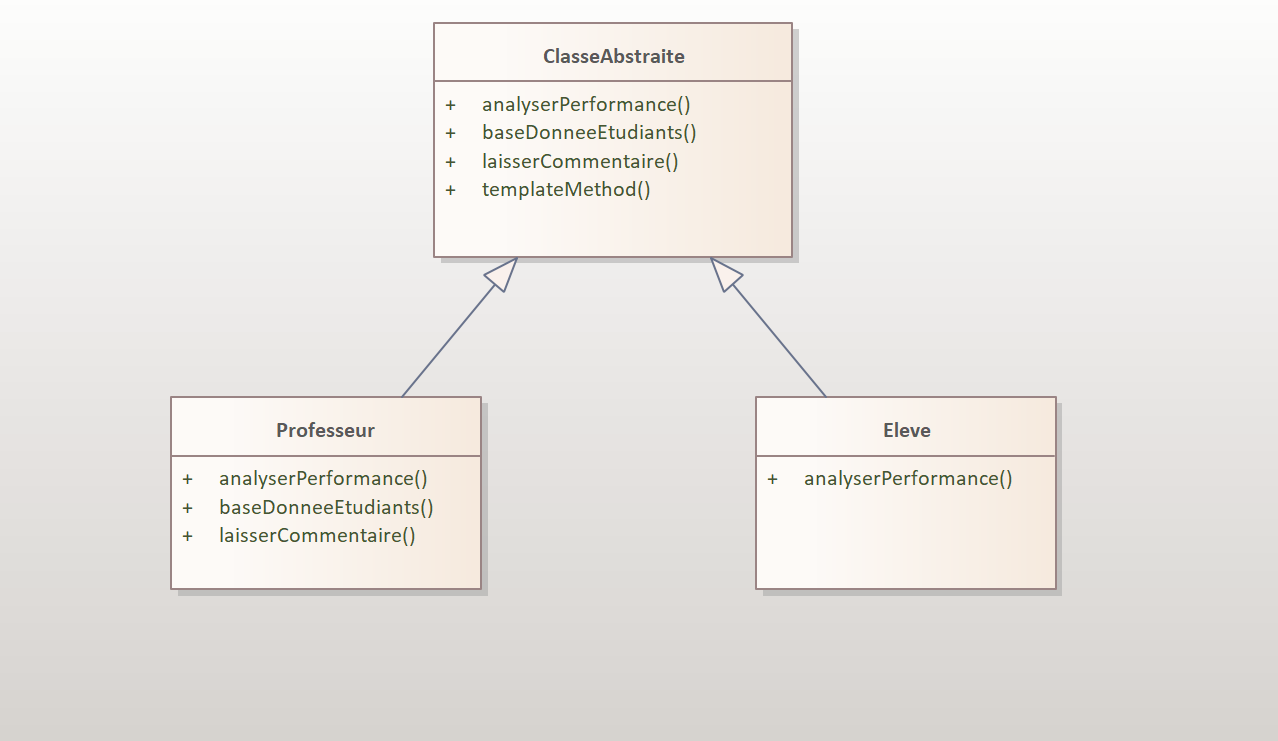 ClasseAbstraite
+ analyserPerformance()
+ baseDonneeEtudiants()
+ laisserCommentaire()
+ templateMethod()
Professeur
+ analyserPerformance()
+ baseDonneeEtudiants()
+ laisserCommentaire()
Eleve
+ analyserPerformance()